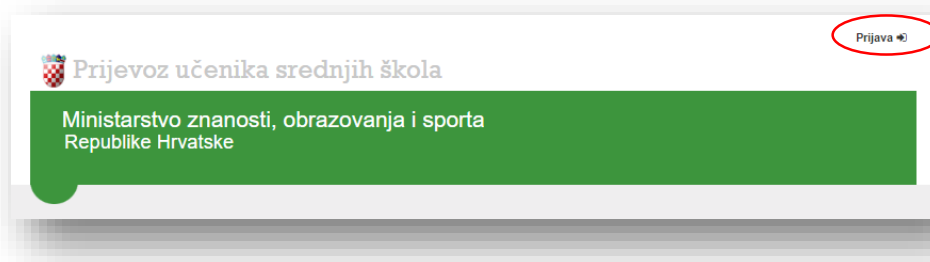 Prijava
Prijevoz učenika srednjih škola
Ministarstvo znanosti, obrazovanja i sporta
Republike Hrvatske